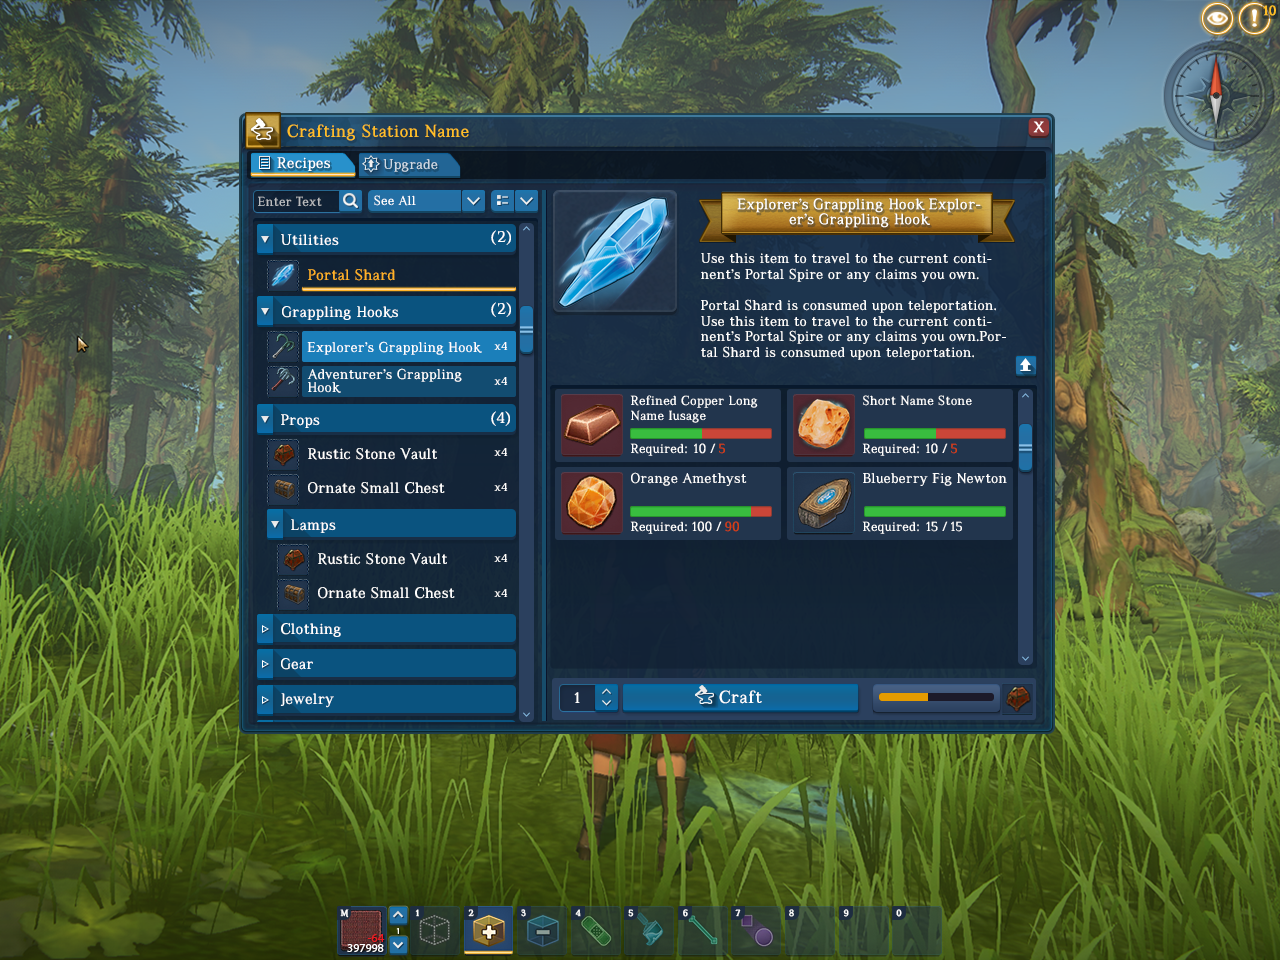 10
Crafting Station Name
X
Recipes
Upgrade
Enter Text
See All
Utilities (2)
Portal Shard
Grappling Hooks (2)
Explorer's Grappling Hook x4
Adventurer's Grappling
Hook x4
Props (4)
Rustic Stone Vault x4
Ornate Small Chest x4
Lamps
Rustic Stone Vault x4
Ornate Small Chest x4
Clothing
Gear
Jewelry
Explorer's Grappling Hook Explor-
er's Grappling Hook
Use this item to travel to the current conti-
nent's Portal Spire or any claims you own.
Portal Shard is consumed upon teleportation.
Use this item to travel to the current conti-
nent's Portal Spire or any claims you own.Por-
tal Shard is consumed upon teleportation.
Refined Copper Long
Name Iusage
Required: 10 / 5
Short Name Stone
Required: 10 / 5
Orange Amethyst
Required: 100 / 90
Blueberry Fig Newton
Required: 15 / 15
1
Craft
M
-64
397998
1
1
2
3
4
5
6
7
8
9
0